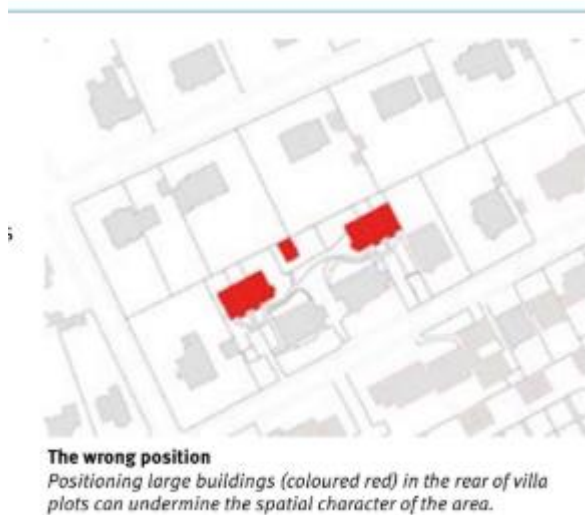 The wrong position
Positioning large buildings (coloured red) in the rear of villa
plots can undermine the spatial character of the area.